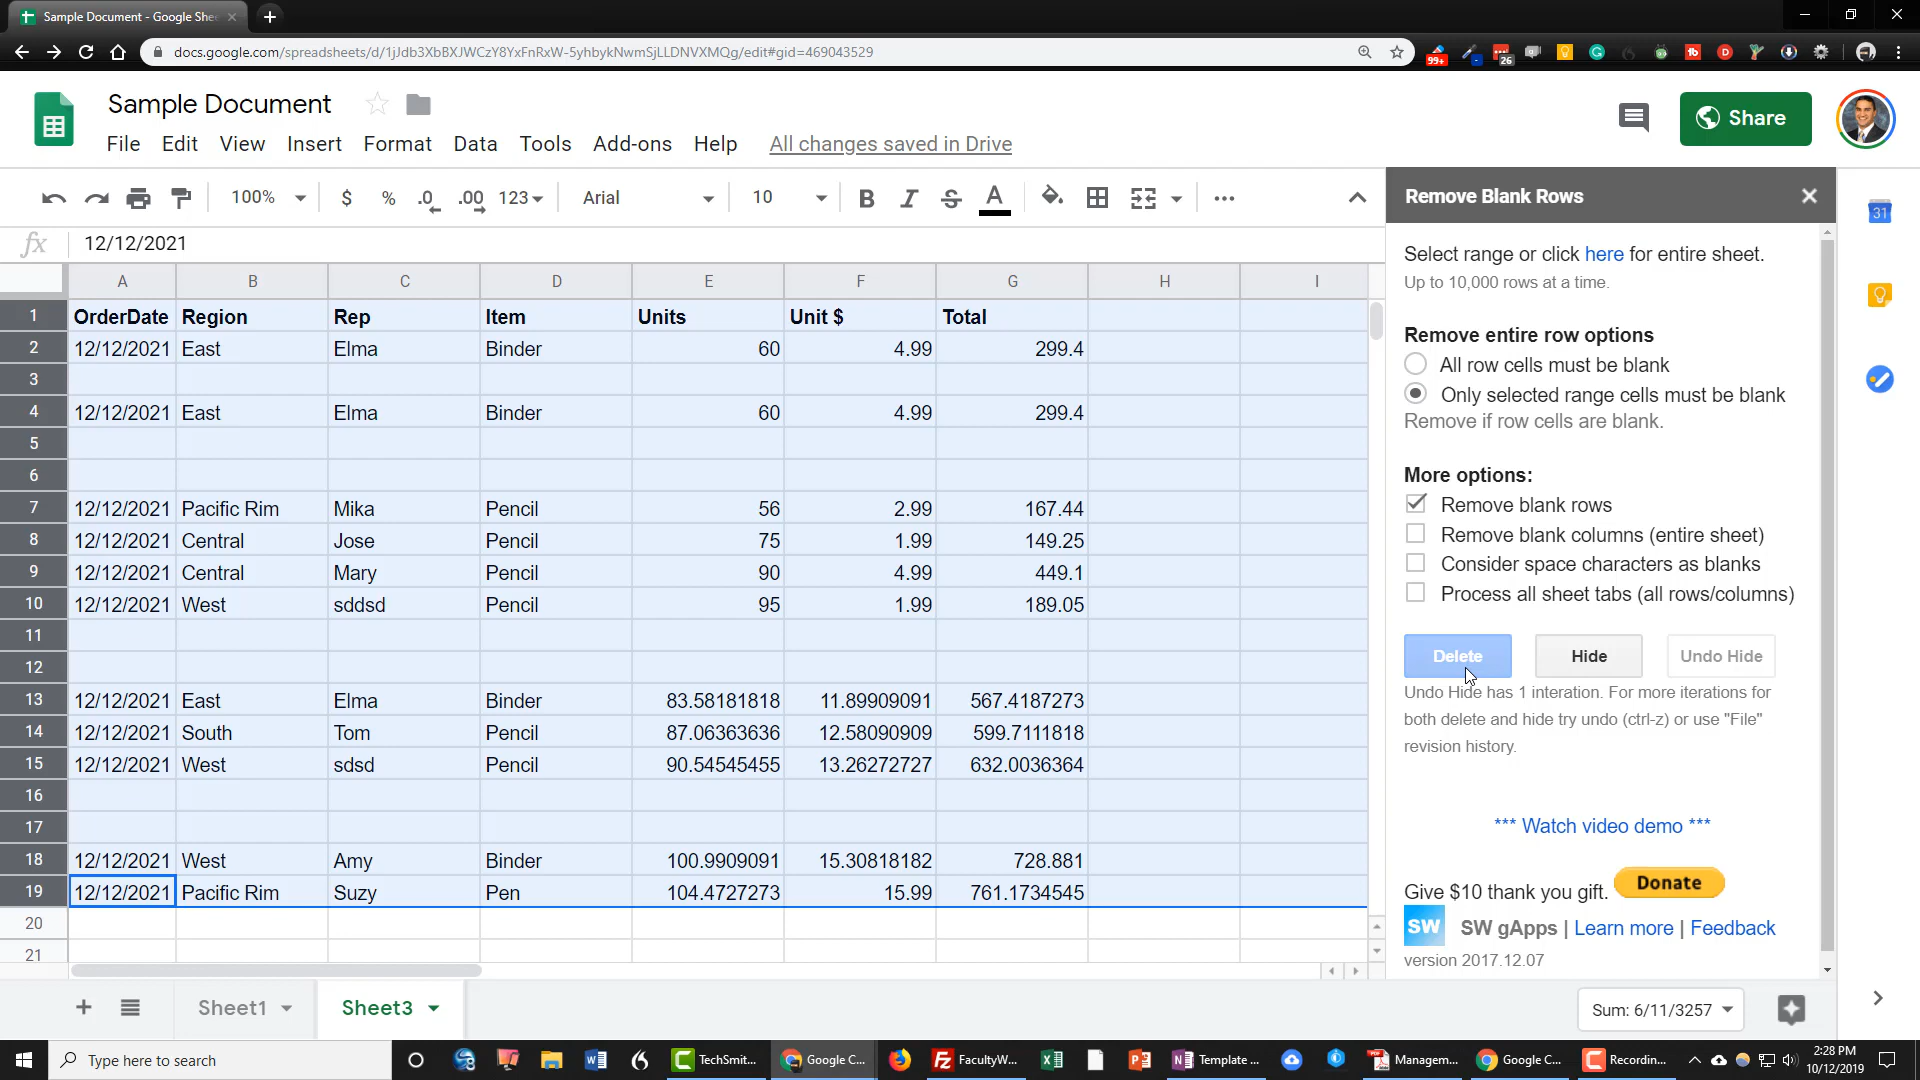 Sample Document - Google Shee
docs.google.com/spreadsheets/d/1jJdb3XbBXJWCzY8YxFnRxW-5yhbykNwmSjLLDNVXMQg/edit#gid=469043529
99+
26
Sample Document
Share
File Edit View Insert Format Data Tools Add-ons Help All changes saved in Drive
100% $ % .0 .00 123 Arial 10 B I S A
Remove Blank Rows
31
fx 12/12/2021
Select range or click here for entire sheet.
Up to 10,000 rows at a time.
A B C D E F G H I
1 OrderDate Region Rep Item Units Unit $ Total
2 12/12/2021 East Elma Binder 60 4.99 299.4
3
4 12/12/2021 East Elma Binder 60 4.99 299.4
5
6
7 12/12/2021 Pacific Rim Mika Pencil 56 2.99 167.44
8 12/12/2021 Central Jose Pencil 75 1.99 149.25
9 12/12/2021 Central Mary Pencil 90 4.99 449.1
10 12/12/2021 West sddsd Pencil 95 1.99 189.05
11
12
13 12/12/2021 East Elma Binder 83.58181818 11.89909091 567.4187273
14 12/12/2021 South Tom Pencil 87.06363636 12.58090909 599.7111818
15 12/12/2021 West sdsd Pencil 90.54545455 13.26272727 632.0036364
16
17
18 12/12/2021 West Amy Binder 100.9909091 15.30818182 728.881
19 12/12/2021 Pacific Rim Suzy Pen 104.4727273 15.99 761.1734545
20
21
Remove entire row options
All row cells must be blank
Only selected range cells must be blank
Remove if row cells are blank.
More options:
Remove blank rows
Remove blank columns (entire sheet)
Consider space characters as blanks
Process all sheet tabs (all rows/columns)
Delete Hide Undo Hide
Undo Hide has 1 interation. For more iterations for
both delete and hide try undo (ctrl-z) or use "File"
revision history.
*** Watch video demo ***
Give $10 thank you gift. Donate
SW SW gApps | Learn more | Feedback
version 2017.12.07
Sheet1 Sheet3
Sum: 6/11/3257
Type here to search
TechSmit...
Google C...
FacultyW...
Template ...
Managem...
Google C...
Recordin...
2:28 PM
10/12/2019